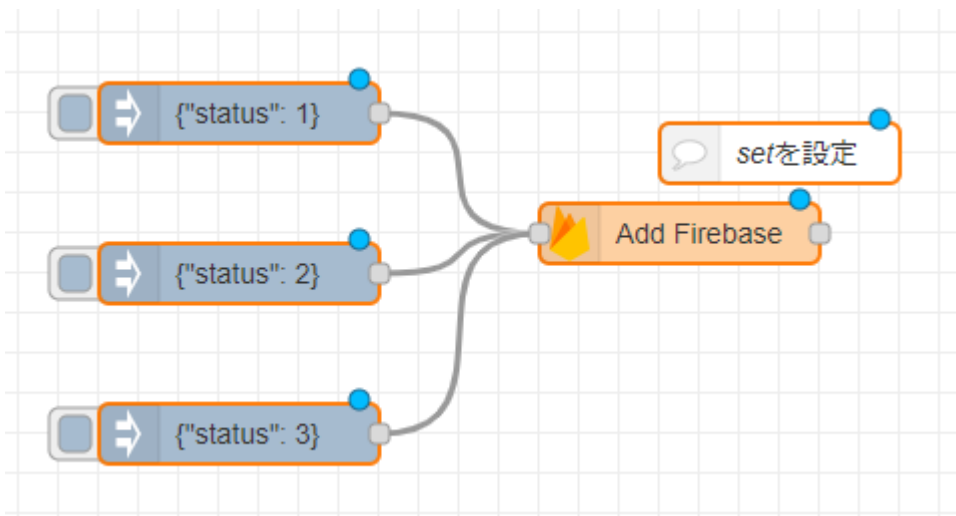 {"status": 1}
setを設定
Add Firebase
{"status": 2}
{"status": 3}